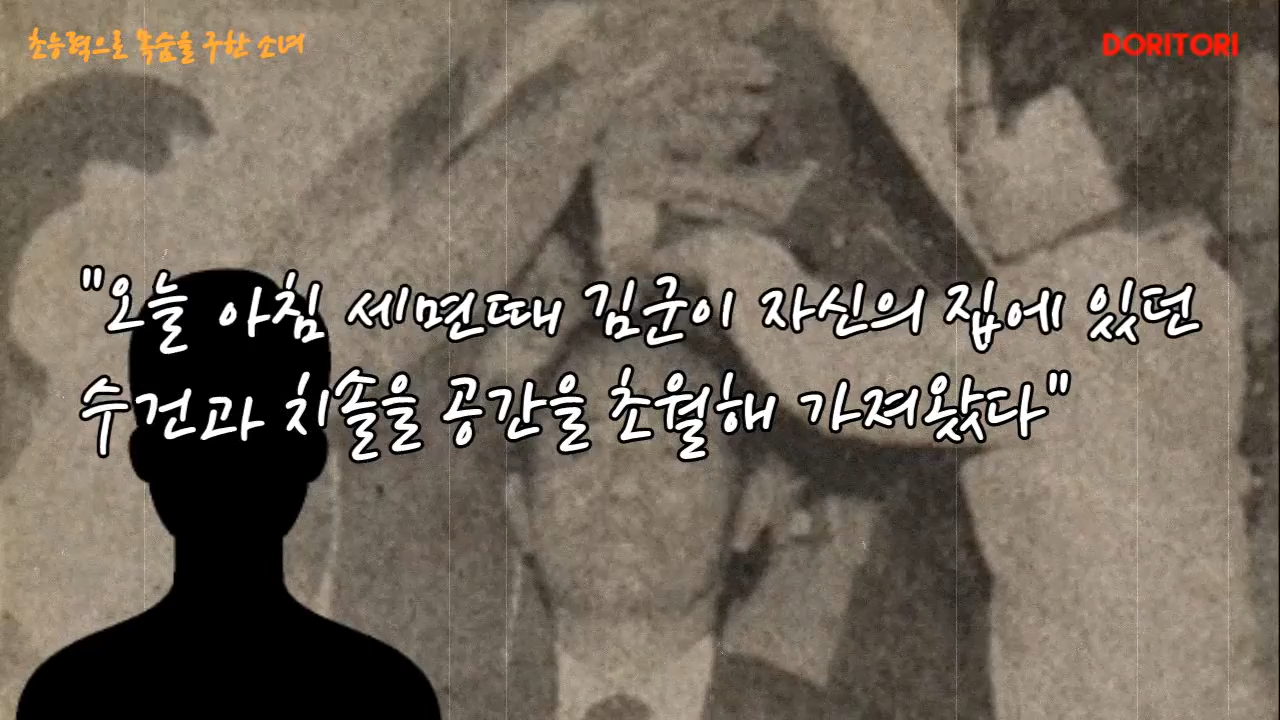 초능력으로 목숨을 구한 소녀
DORITORI
"오늘 아침 세면때 김군이 자신의 집에 있던
수건과 치솔을 공간을 초월해 가져왔다"